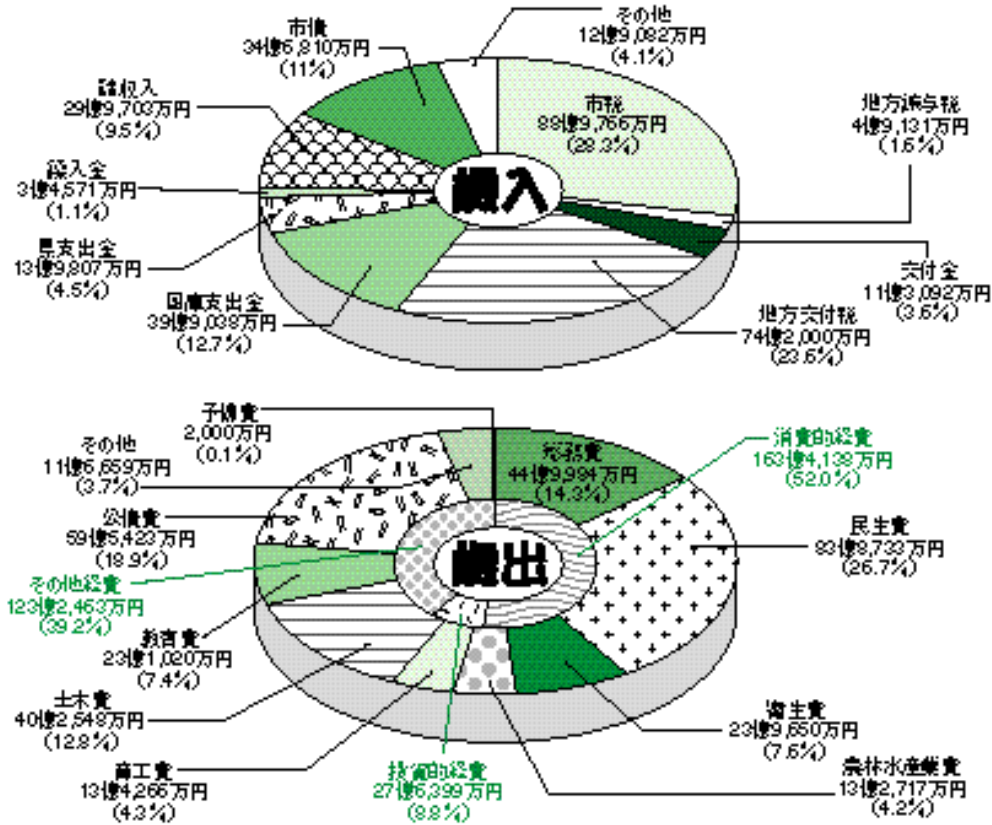 その他
12億9,082万円
(4.1%)
市債
34億6,810万円
(11%)
諸収入
29億9,703万円
(9.5%)
繰入金
3億4,571万円
(1.1%)
県支出金
13億9,807万円
(4.5%)
国庫支出金
39億9,038万円
(12.7%)
市税
88億9,766万円
(28.3%)
地方譲与税
4億9,131万円
(1.6%)
交付金
11億3,092万円
(3.6%)
地方交付税
74億2,000万円
(23.6%)
歳入
予備費
2,000万円
(0.1%)
その他
11億6,659万円
(3.7%)
公債費
59億5,423万円
(18.9%)
その他経費
123億2,463万円
(39.2%)
教育費
23億1,020万円
(7.4%)
土木費
40億2,548万円
(12.8%)
商工費
13億4,266万円
(4.3%)
投資的経費
27億6,399万円
(8.8%)
総務費
44億9,994万円
(14.3%)
消費的経費
163億4,138万円
(52.0%)
民生費
83億8,733万円
(26.7%)
衛生費
23億9,650万円
(7.6%)
農林水産業費
13億2,717万円
(4.2%)
歳出